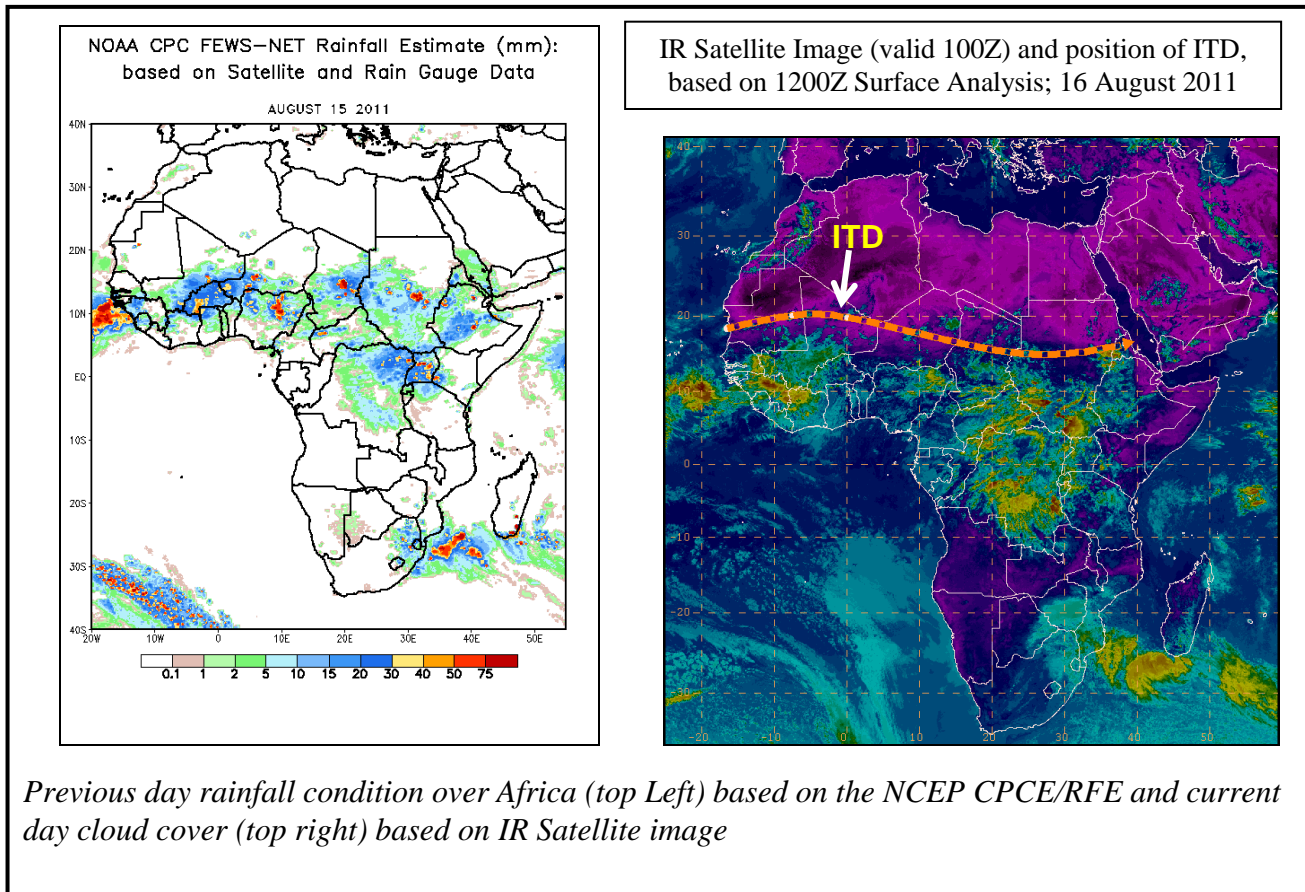 NOAA CPC FEWS-NET Rainfall Estimate (mm):
based on Satellite and Rain Gauge Data
AUGUST 15 2011
40N
30N
20N
10N
EQ
10S
20S
30S
40S
20W 10W 0 10E 20E 30E 40E 50E
0.1 1 2 5 10 15 20 30 40 50 75
IR Satellite Image (valid 100Z) and position of ITD,
based on 1200Z Surface Analysis; 16 August 2011
ITD
40
30
20
0
-10
-20
-30
-20 -10 0 10 20 30 40 50
Previous day rainfall condition over Africa (top Left) based on the NCEP CPCE/RFE and current
day cloud cover (top right) based on IR Satellite image